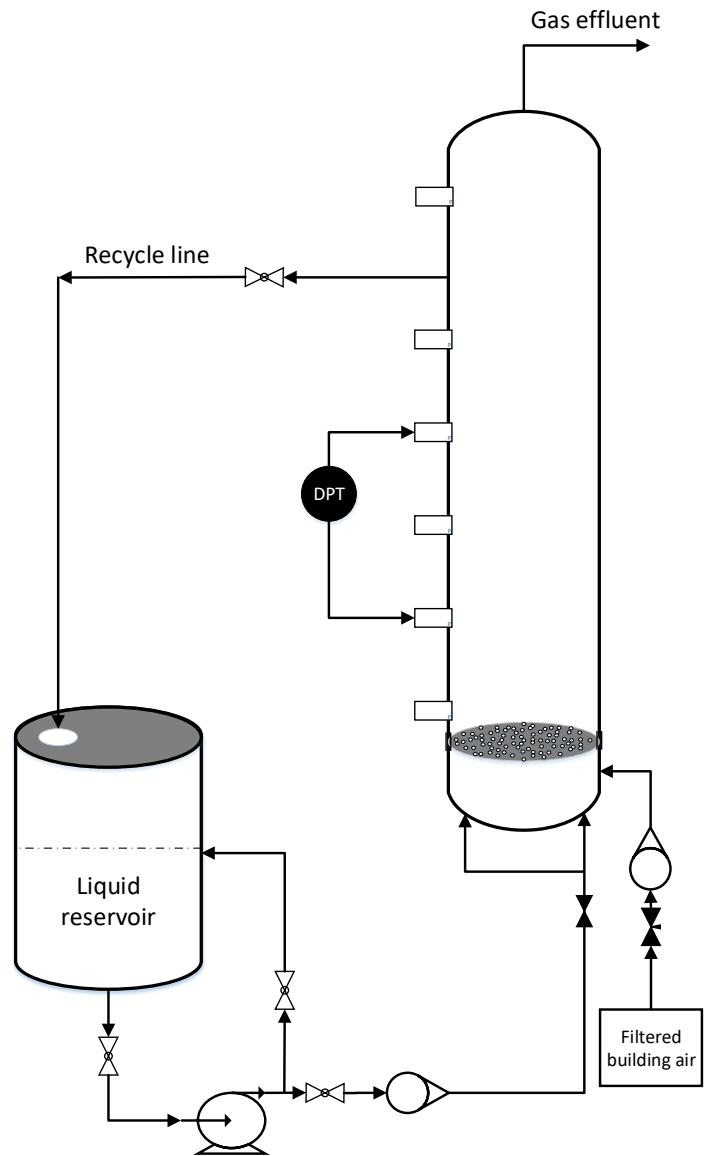 Gas effluent
Recycle line
DPT
Liquid
reservoir
Filtered
building air